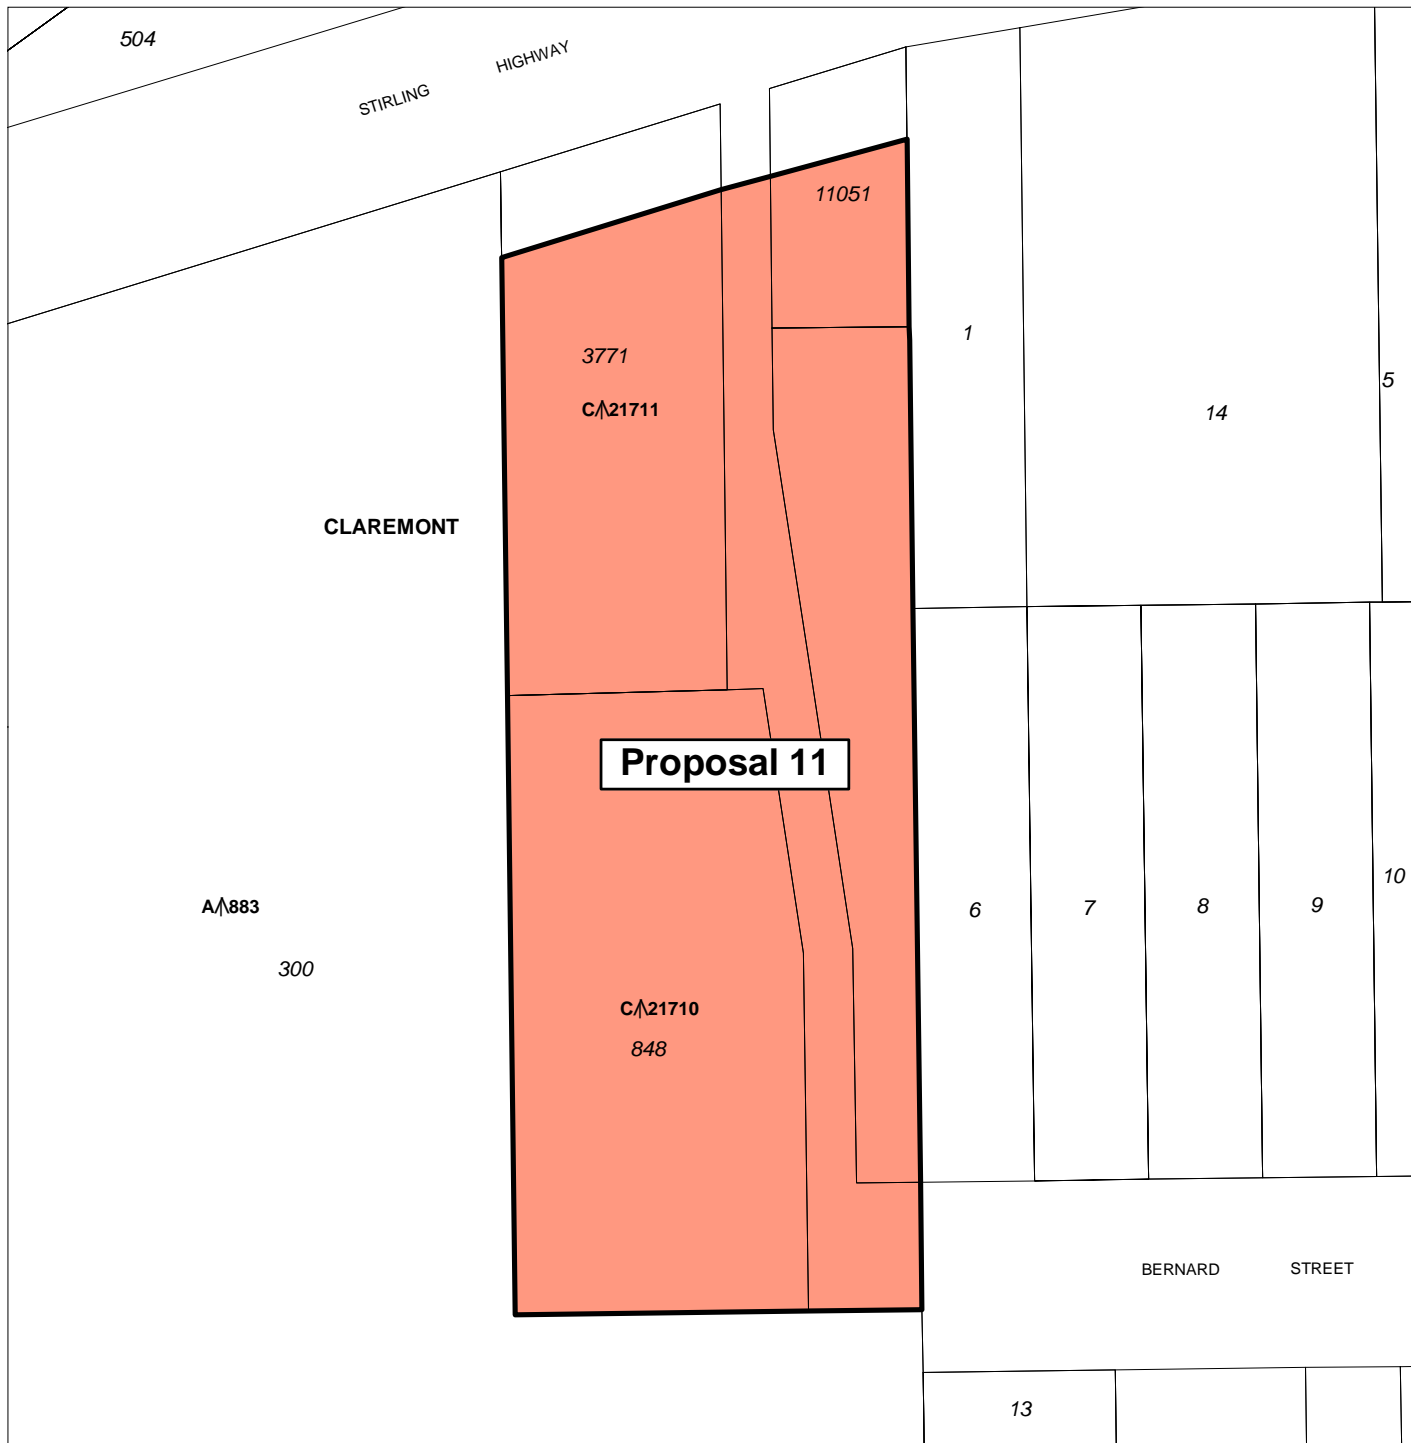 504
STIRLING HIGHWAY
11051
1
3771
5
C/|\21711
14
CLAREMONT
Proposal 11
10
A/|\883
6
7
8
9
300
C/|\21710
848
BERNARD STREET
13